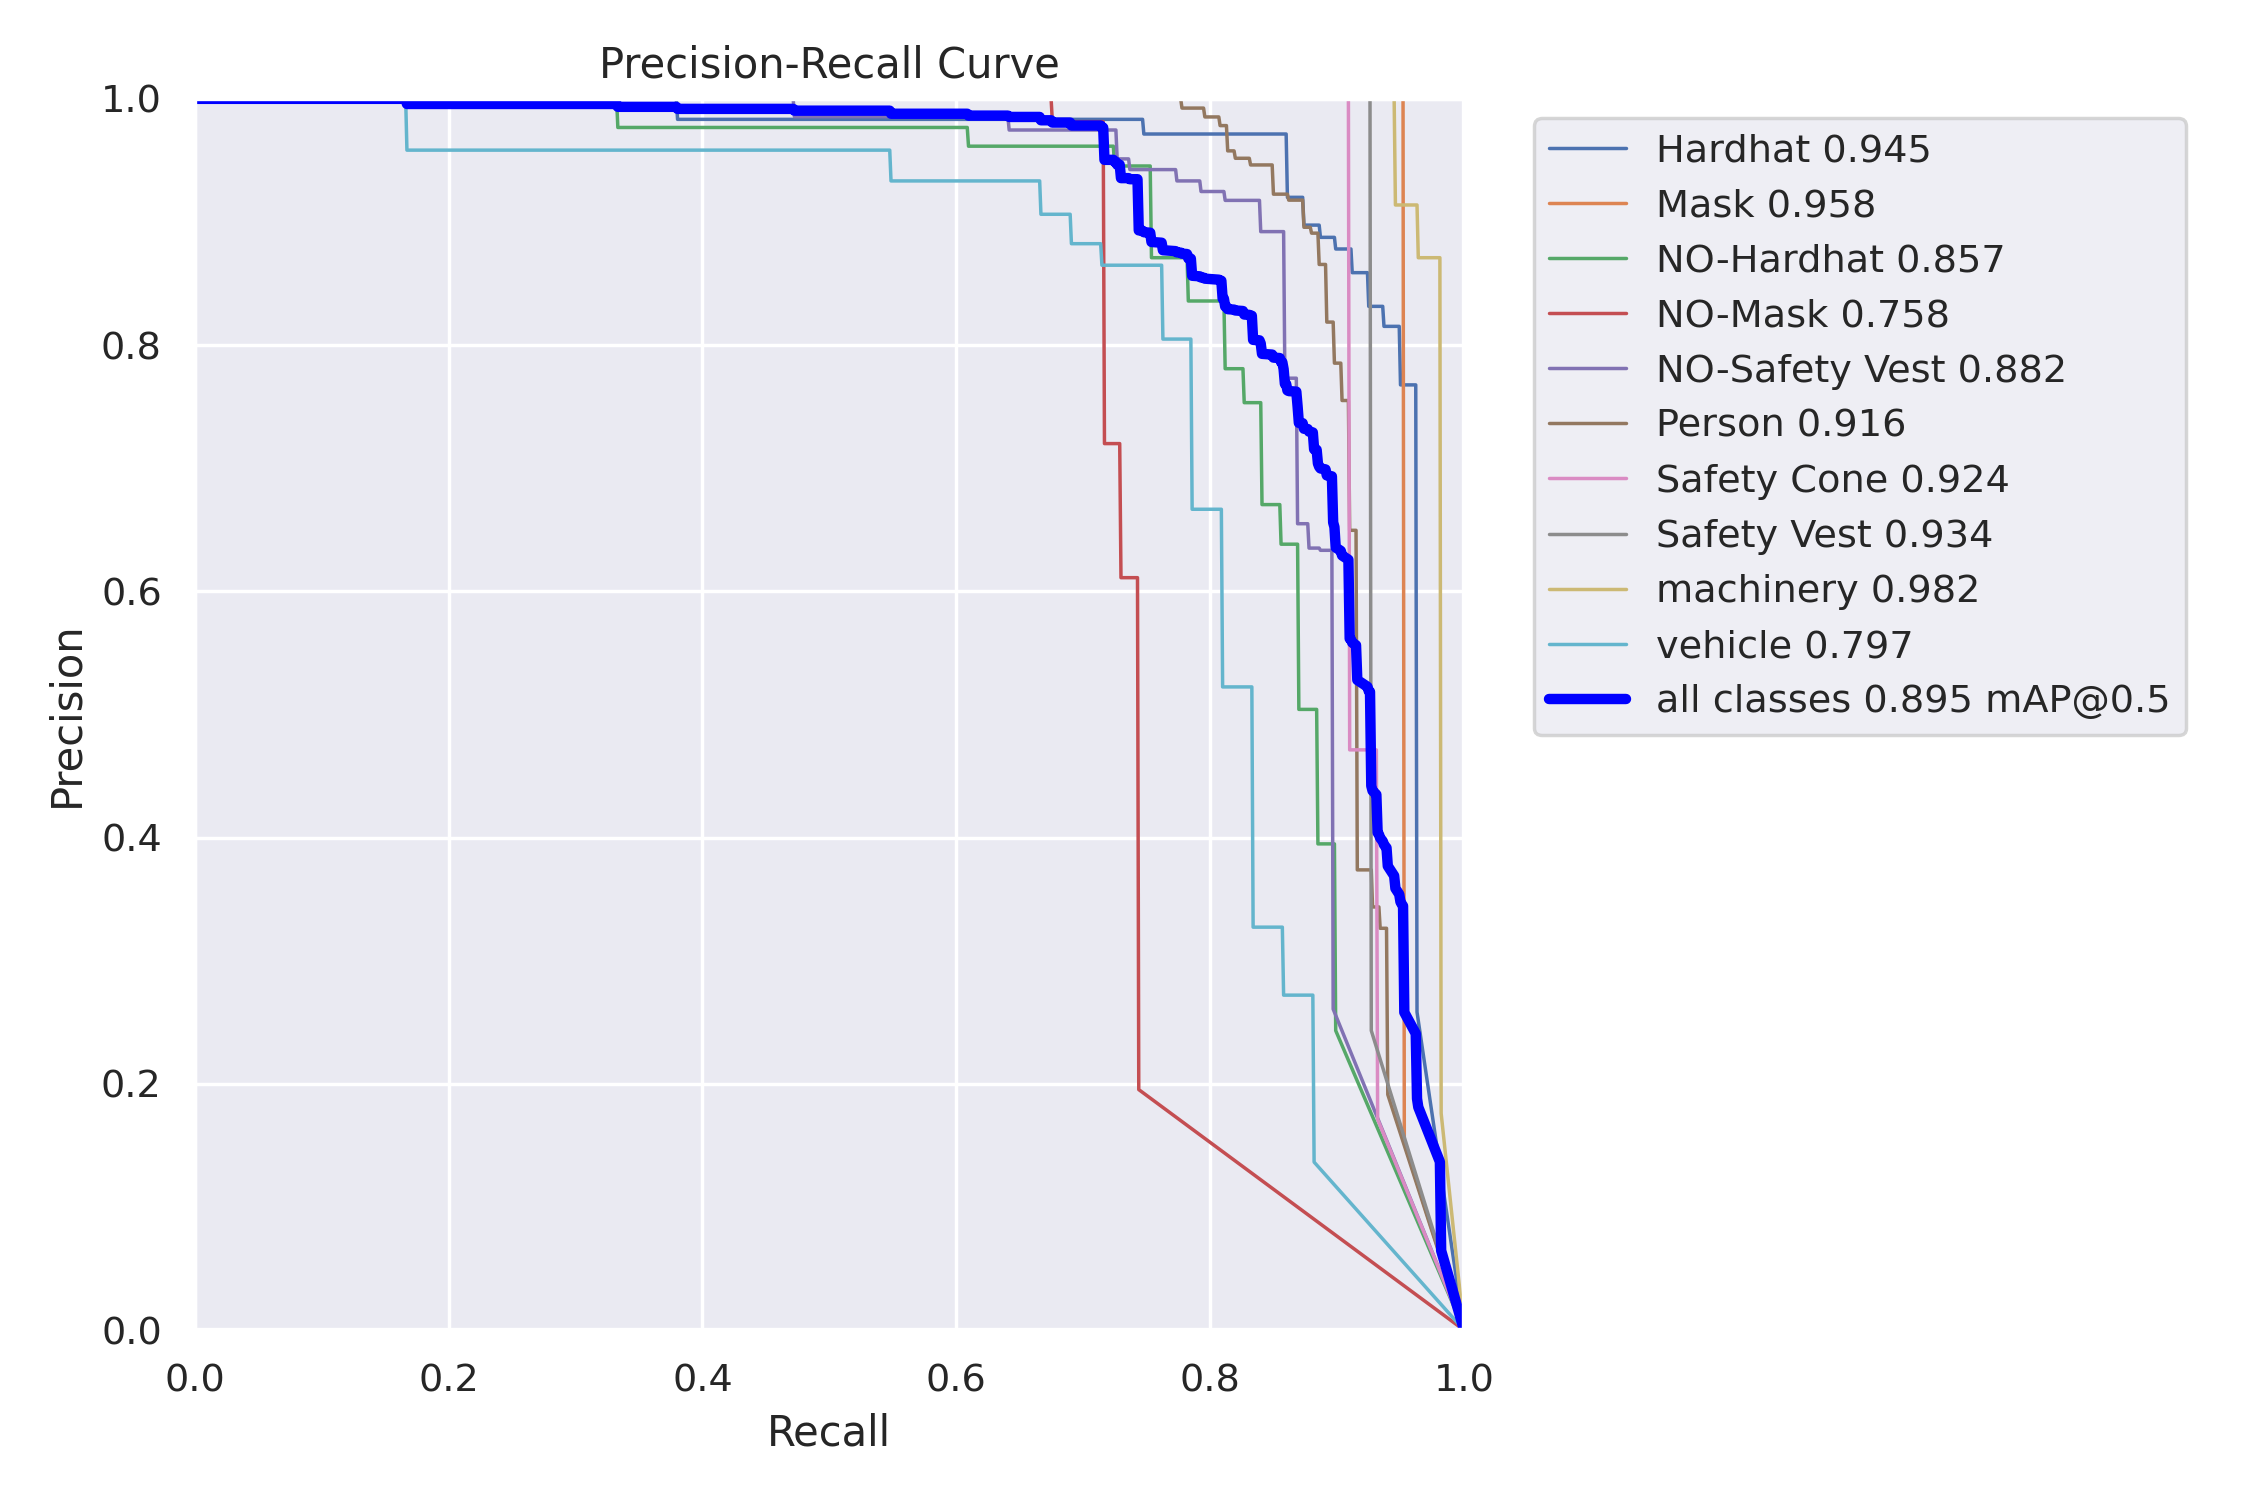 Precision-Recall Curve
1.0
0.8
0.6
0.4
0.2
0.0
Precision
0.0 0.2 0.4 0.6 0.8 1.0
Recall
Hardhat 0.945
Mask 0.958
NO-Hardhat 0.857
NO-Mask 0.758
NO-Safety Vest 0.882
Person 0.916
Safety Cone 0.924
Safety Vest 0.934
machinery 0.982
vehicle 0.797
all classes 0.895 mAP@0.5